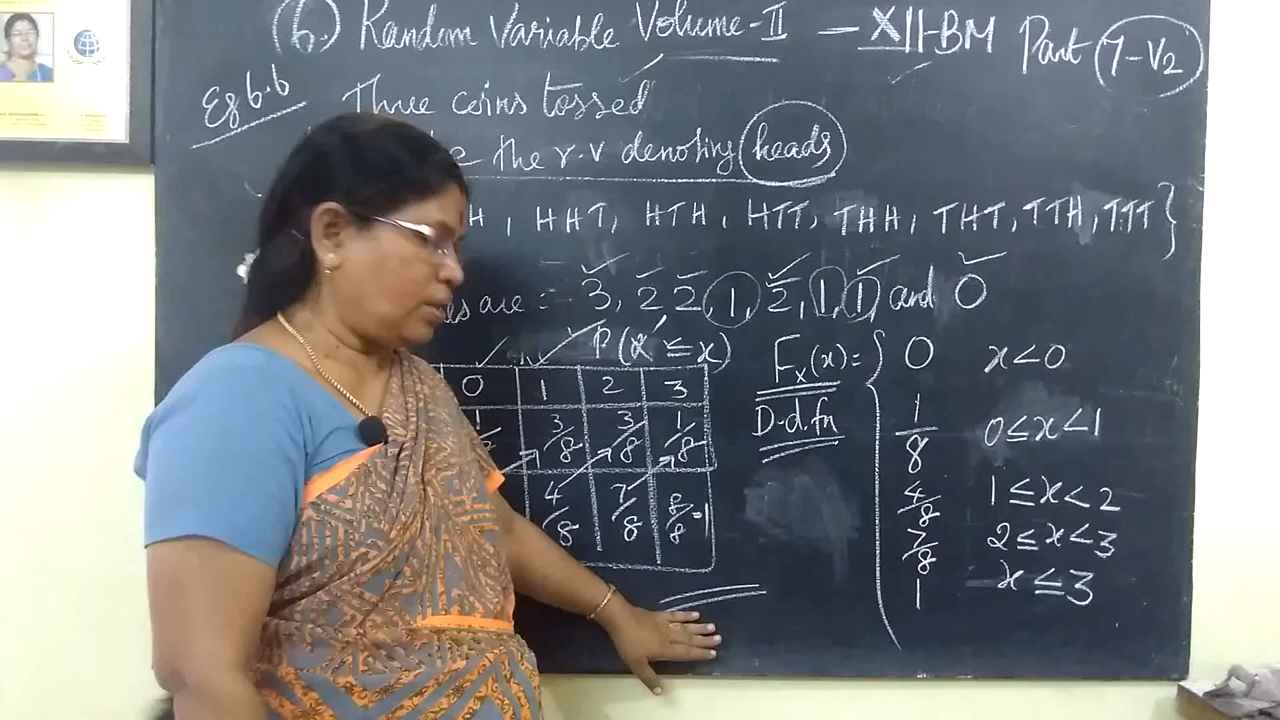 (6.) Random Variable Volume-II — XII-BM Part 7-V2
Eg 6.6 Three coins tossed
the r.v denoting heads
H, HHT, HTH, HTT, THH, THT, TTH, TTT}
are = 3, 2 2, 1, 2, 1, 1 and 0
P(X ≤ x)
0 1 2 3
3/8 3/8 1/8
4/8 7/8 8/8=1
Fx(x)= { 0 x<0
D.d.fn
1/8 0≤x<1
4/8 1≤x<2
7/8 2≤x<3
1 x≤3